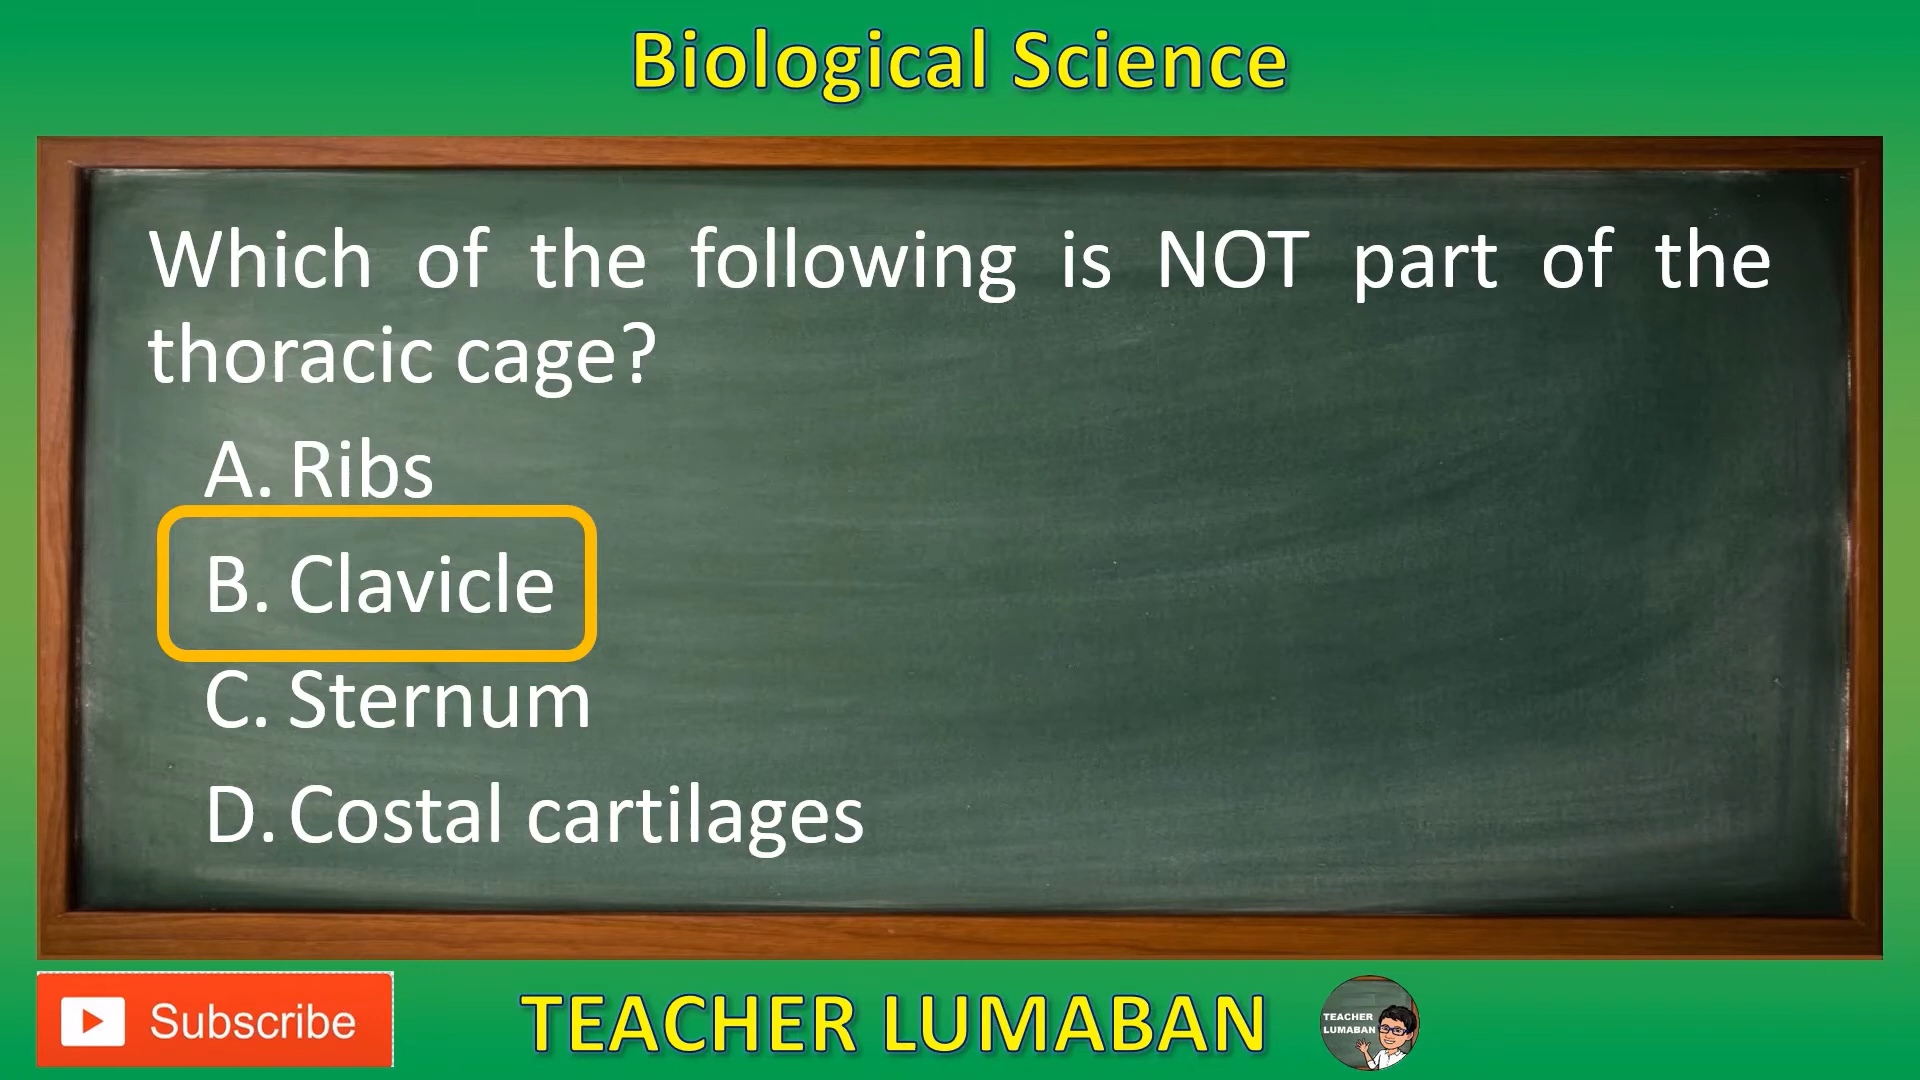 Biological Science
Which of the following is NOT part of the
thoracic cage?
A. Ribs
B. Clavicle
C. Sternum
D. Costal cartilages
Subscribe
TEACHER LUMABAN
TEACHER
LUMABAN